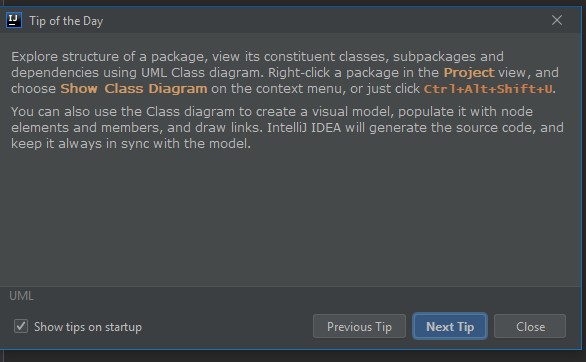 IJ
Tip of the Day
Explore structure of a package, view its constituent classes, subpackages and
dependencies using UML Class diagram. Right-click a package in the Project view, and
choose Show Class Diagram on the context menu, or just click Ctrl+Alt+Shift+U.
You can also use the Class diagram to create a visual model, populate it with node
elements and members, and draw links. IntelliJ IDEA will generate the source code, and
keep it always in sync with the model.
UML
Show tips on startup
Previous Tip
Next Tip
Close